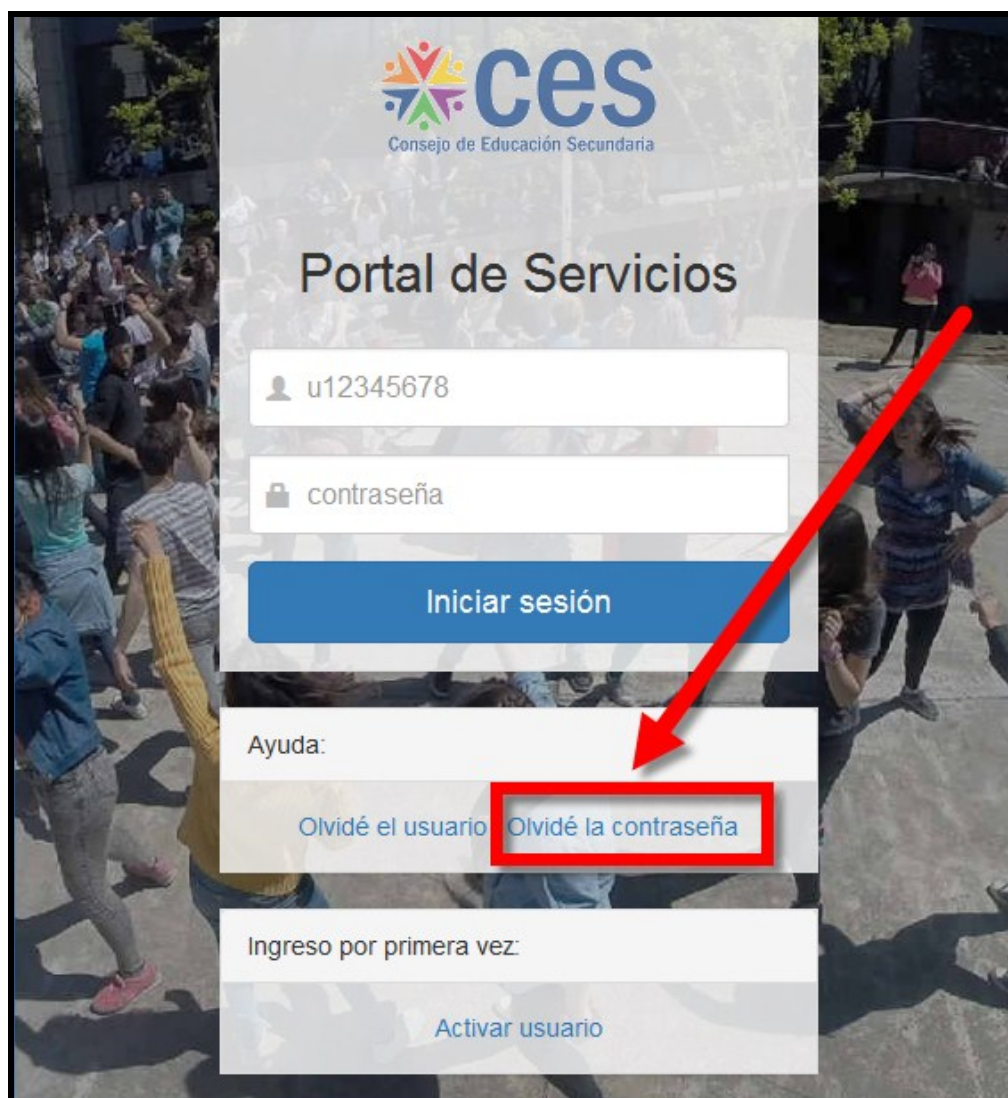 ces
Consejo de Educación Secundaria
Portal de Servicios
u12345678
contraseña
Iniciar sesión
Ayuda:
Olvidé el usuario Olvidé la contraseña
Ingreso por primera vez:
Activar usuario